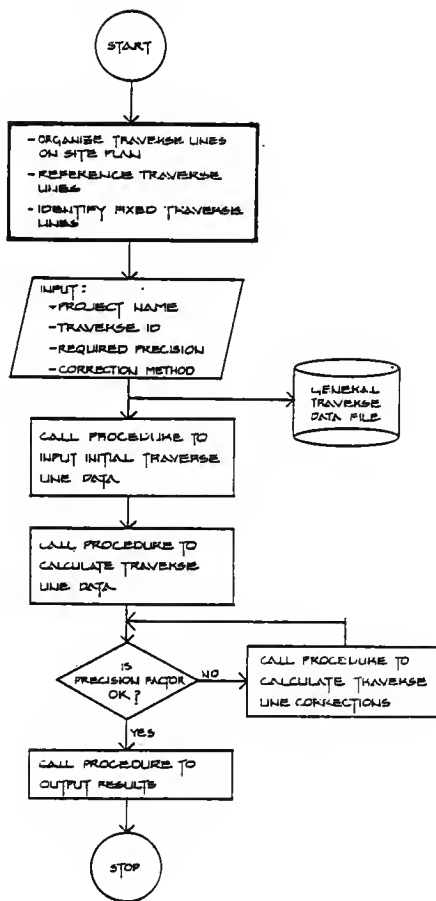 START
- ORGANIZE TRAVERSE LINES
ON SITE PLAN
- REFERENCE TRAVERSE
LINES
- IDENTIFY FIXED TRAVERSE
LINES
INPUT:
- PROJECT NAME
- TRAVERSE ID
- REQUIRED PRECISION
- CORRECTION METHOD
GENERAL
TRAVERSE
DATA FILE
CALL PROCEDURE TO
INPUT INITIAL TRAVERSE
LINE DATA
CALL PROCEDURE TO
CALCULATE TRAVERSE
LINE DATA
IS
PRECISION FACTOR
OK?
NO
CALL PROCEDURE TO
CALCULATE TRAVERSE
LINE CORRECTIONS
YES
CALL PROCEDURE TO
OUTPUT RESULTS
STOP